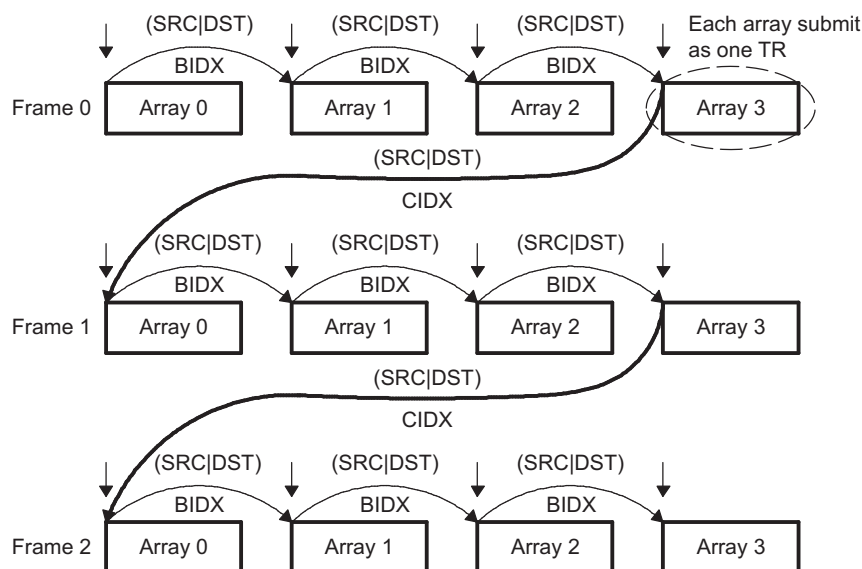 (SRC|DST) (SRC|DST) (SRC|DST) Each array submit
as one TR
BIDX BIDX BIDX
Frame 0 Array 0 Array 1 Array 2 Array 3
(SRC|DST)
CIDX
(SRC|DST) (SRC|DST) (SRC|DST)
BIDX BIDX BIDX
Frame 1 Array 0 Array 1 Array 2 Array 3
(SRC|DST)
CIDX
(SRC|DST) (SRC|DST) (SRC|DST)
BIDX BIDX BIDX
Frame 2 Array 0 Array 1 Array 2 Array 3